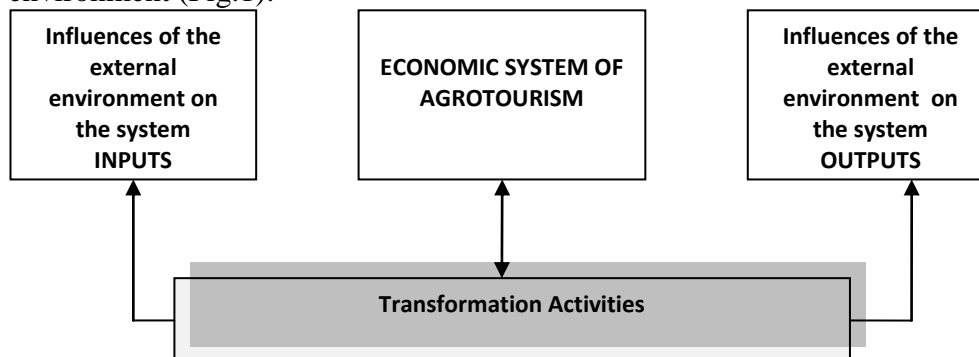 environment (Fig.1).
Influences of the
external
environment on
the system
INPUTS
ECONOMIC SYSTEM OF
AGROTOURISM
Influences of the
external
environment on
the system
OUTPUTS
Transformation Activities